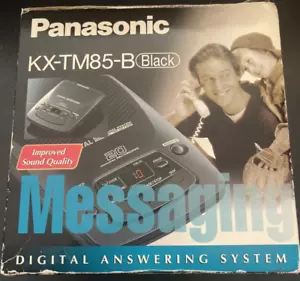 Panasonic
KX-TM85-B Black
Improved
Sound Quality
Messaging
DIGITAL ANSWERING SYSTEM